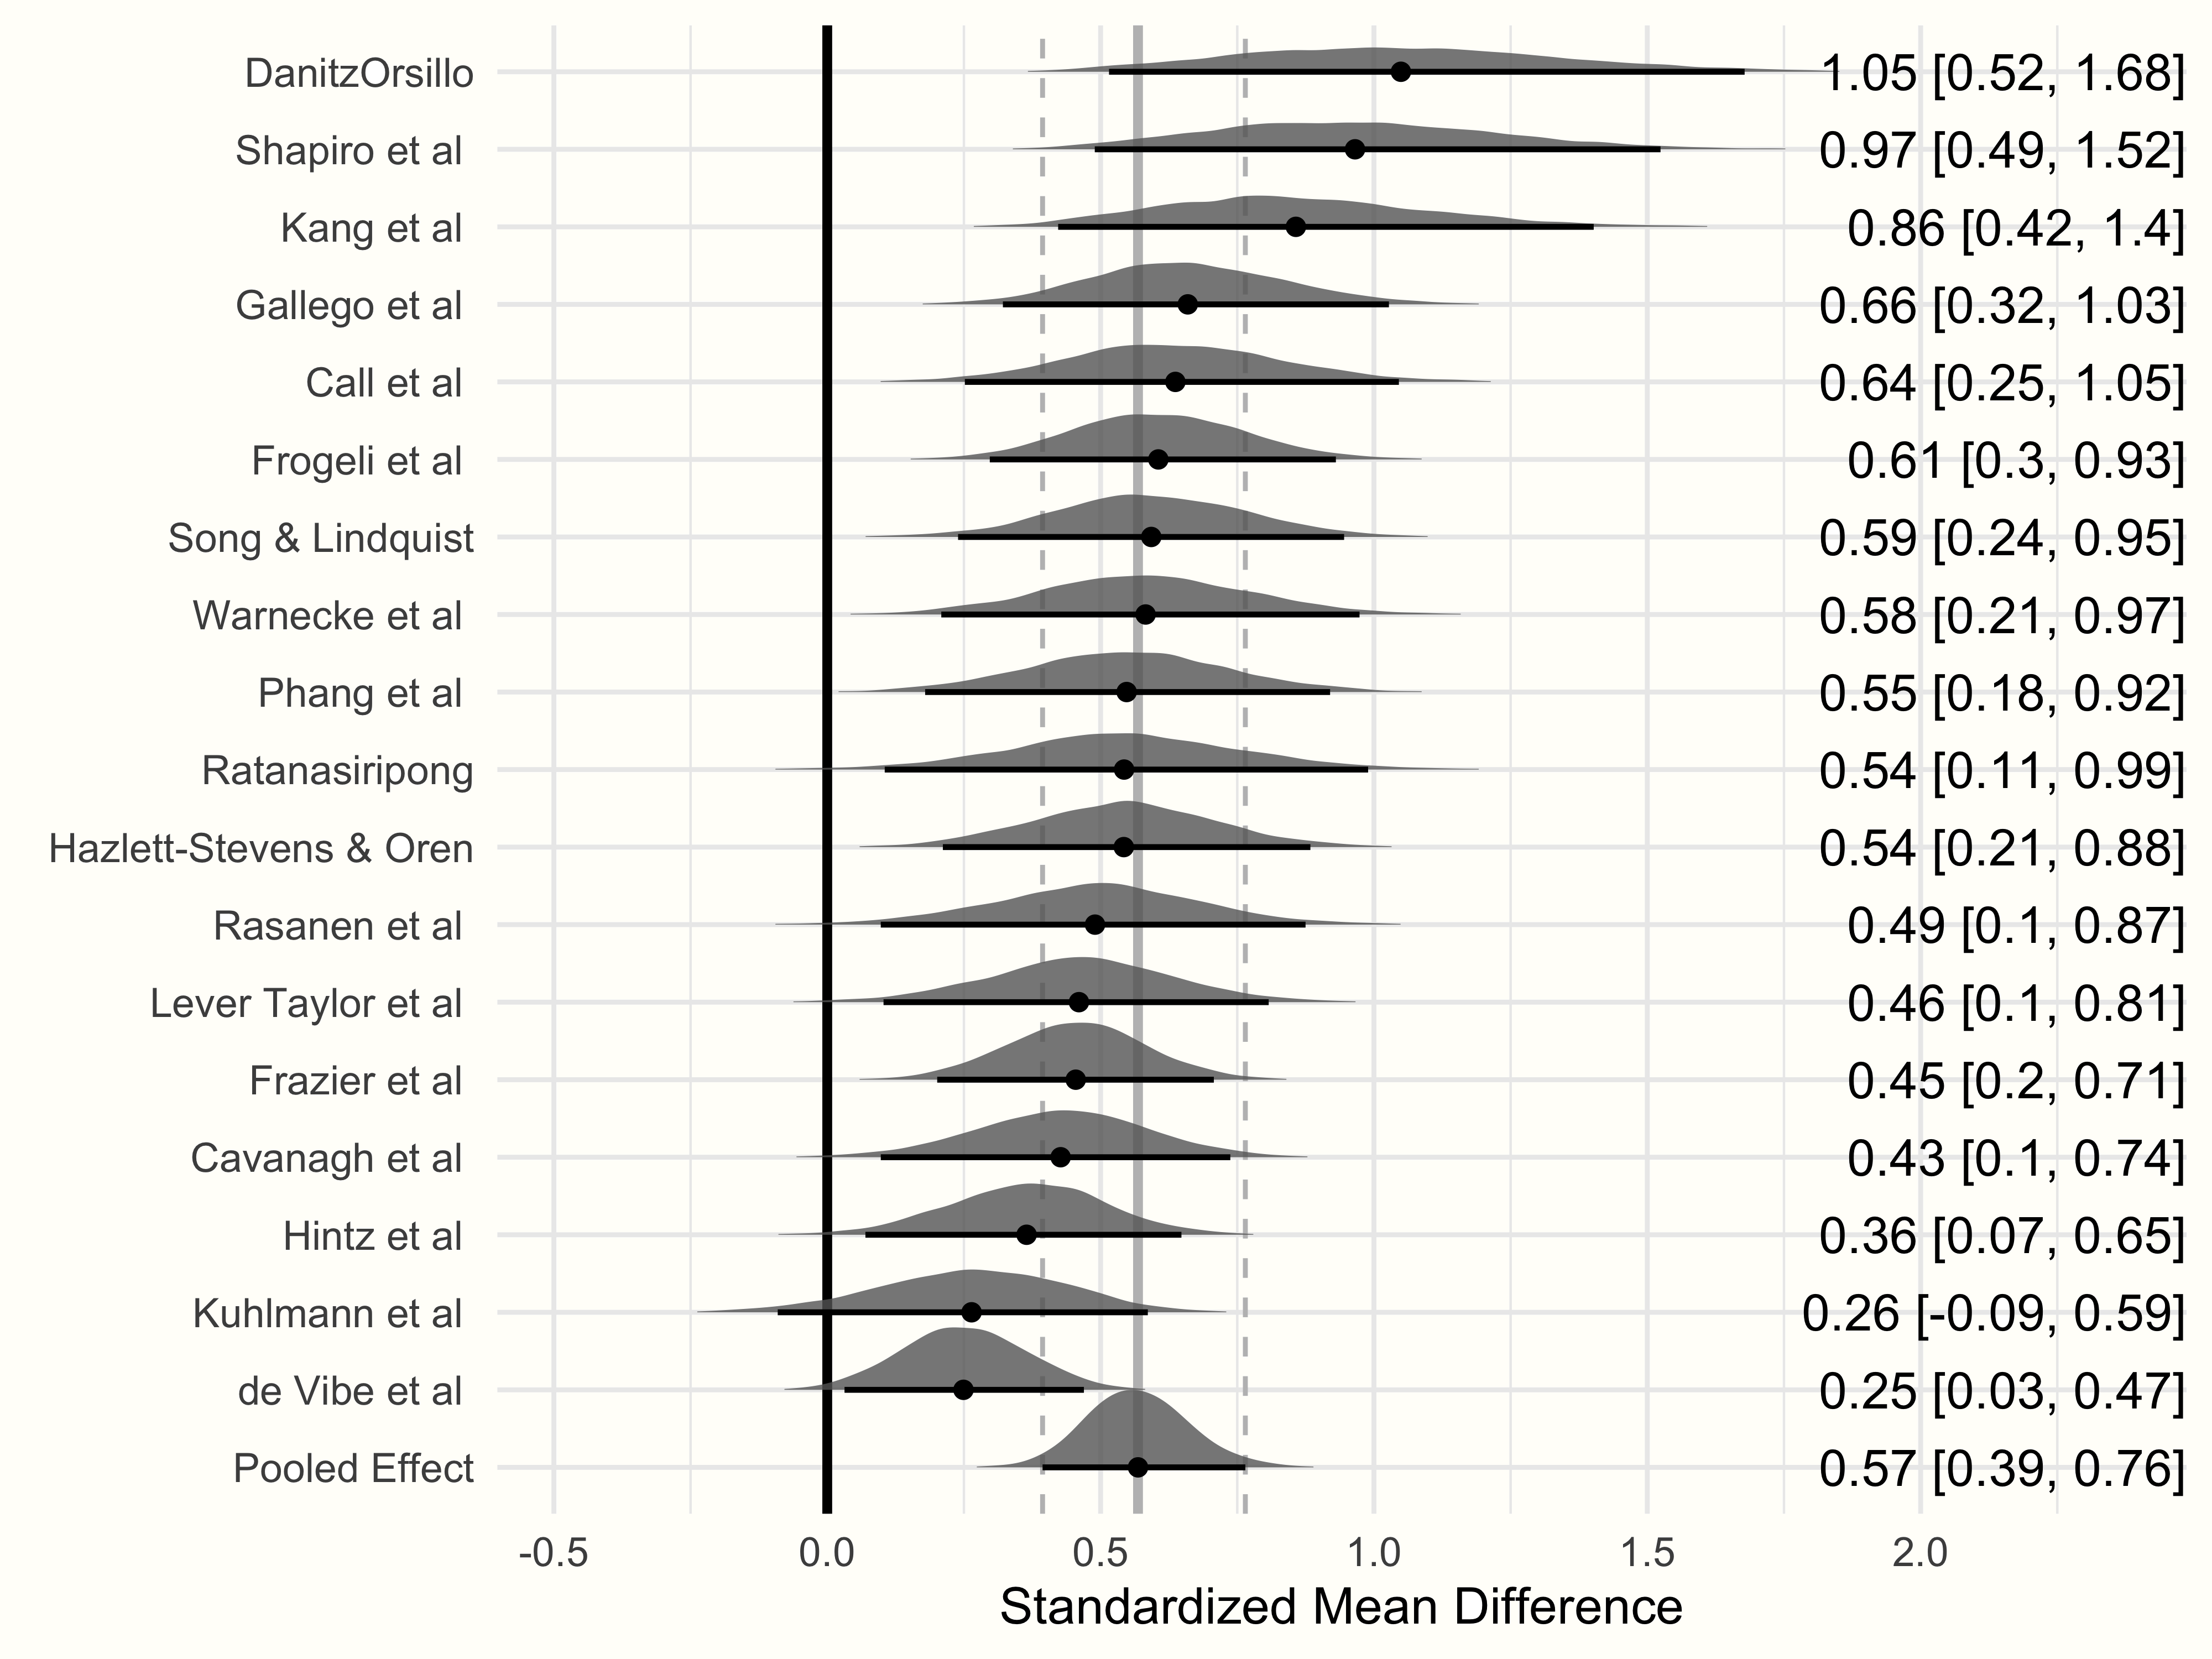 DanitzOrsillo 1.05 [0.52, 1.68]
Shapiro et al 0.97 [0.49, 1.52]
Kang et al 0.86 [0.42, 1.4]
Gallego et al 0.66 [0.32, 1.03]
Call et al 0.64 [0.25, 1.05]
Frogeli et al 0.61 [0.3, 0.93]
Song & Lindquist 0.59 [0.24, 0.95]
Warnecke et al 0.58 [0.21, 0.97]
Phang et al 0.55 [0.18, 0.92]
Ratanasiripong 0.54 [0.11, 0.99]
Hazlett-Stevens & Oren 0.54 [0.21, 0.88]
Rasanen et al 0.49 [0.1, 0.87]
Lever Taylor et al 0.46 [0.1, 0.81]
Frazier et al 0.45 [0.2, 0.71]
Cavanagh et al 0.43 [0.1, 0.74]
Hintz et al 0.36 [0.07, 0.65]
Kuhlmann et al 0.26 [-0.09, 0.59]
de Vibe et al 0.25 [0.03, 0.47]
Pooled Effect 0.57 [0.39, 0.76]
-0.5 0.0 0.5 1.0 1.5 2.0
Standardized Mean Difference